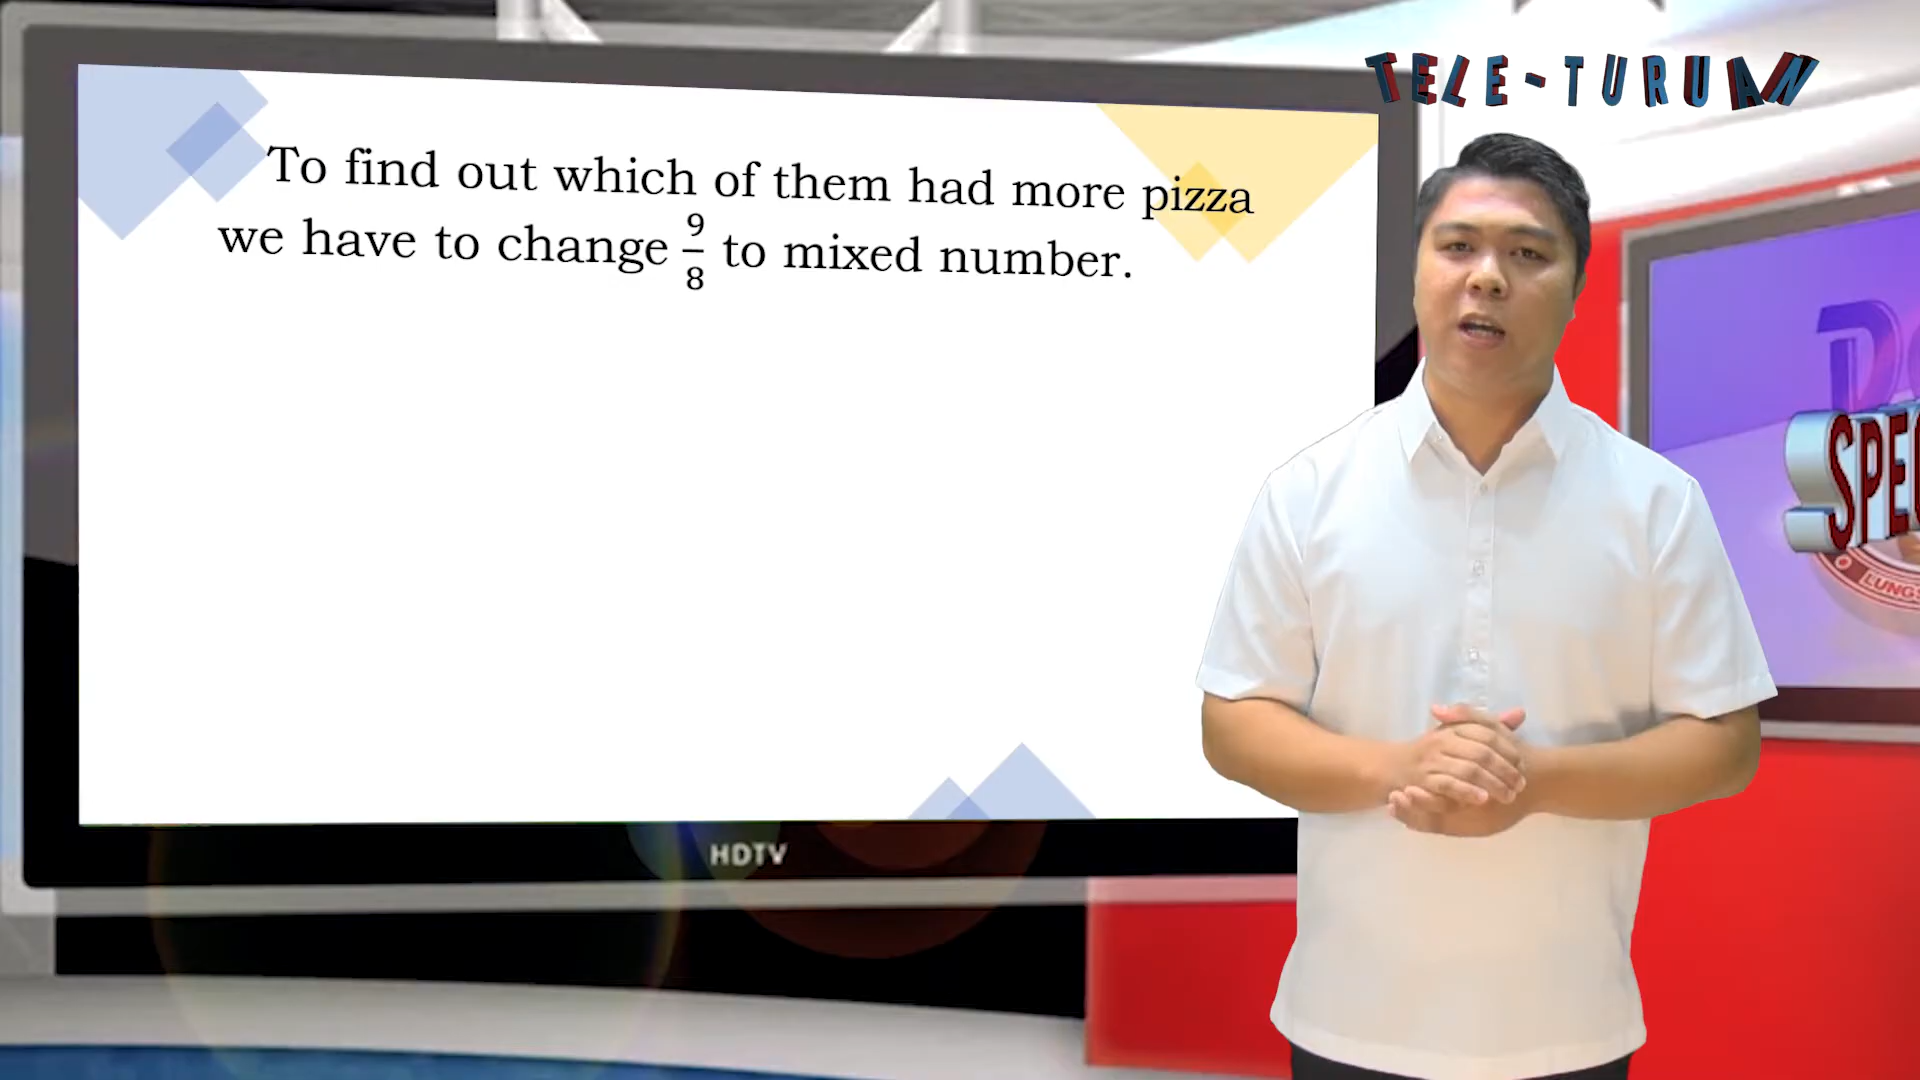 TELE-TURUAN
To find out which of them had more pizza
we have to change 9/8 to mixed number.
HDTV